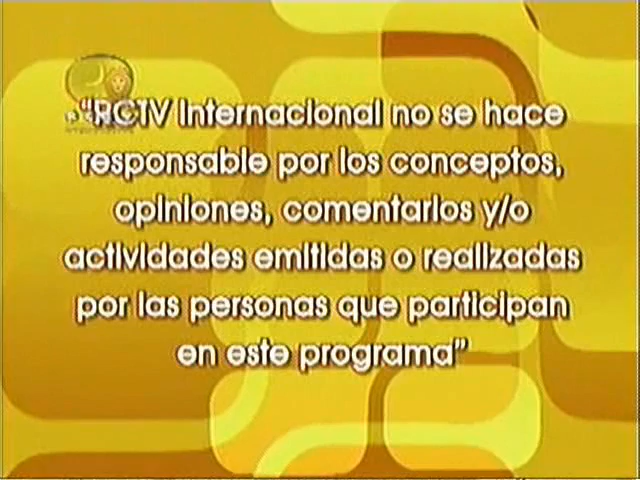 “RCTV Internacional no se hace
responsable por los conceptos,
opiniones, comentarios y/o
actividades emitidas o realizadas
por las personas que participan
en este programa”